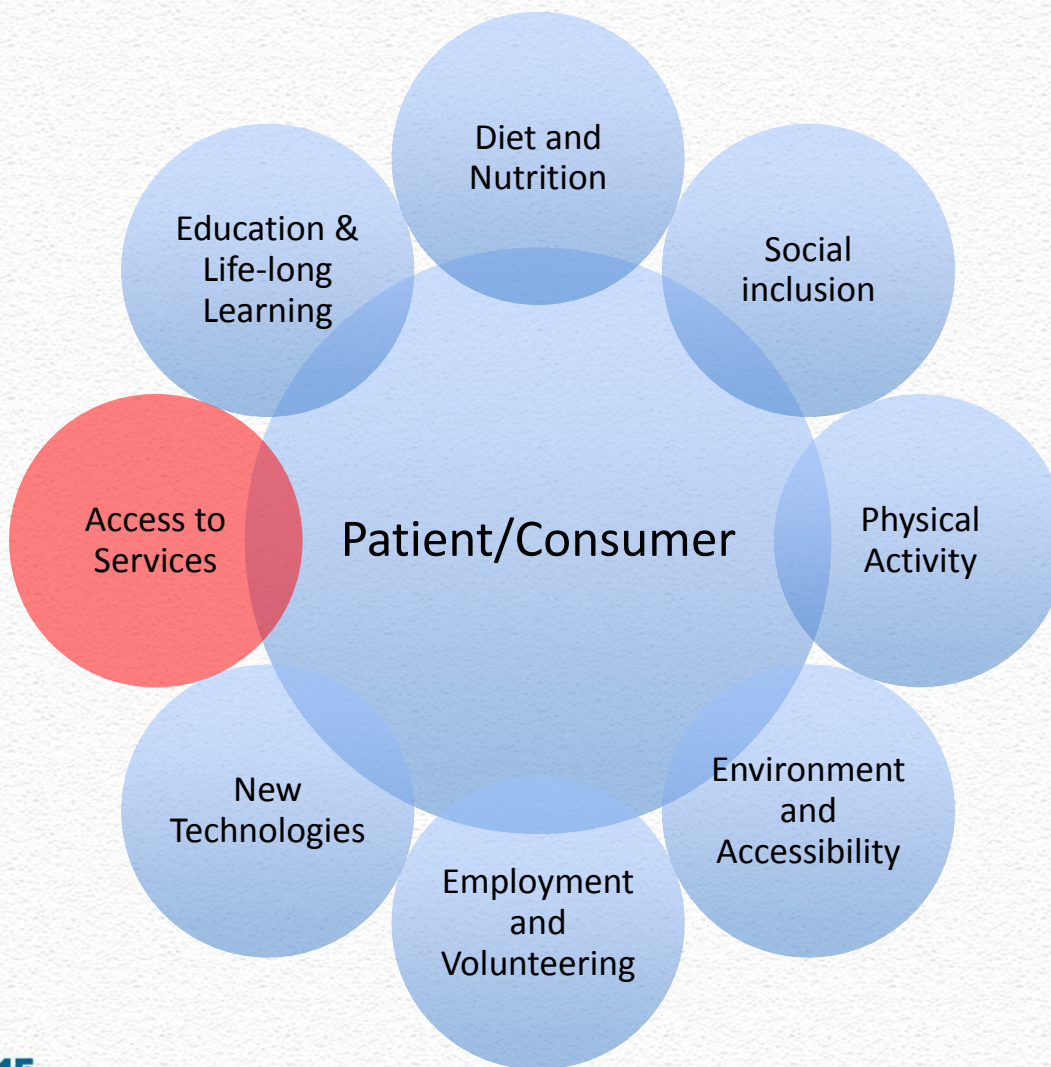 Diet and
Nutrition
Social
inclusion
Physical
Activity
Environment
and
Accessibility
Employment
and
Volunteering
New
Technologies
Access to
Services
Education &
Life-long
Learning
Patient/Consumer